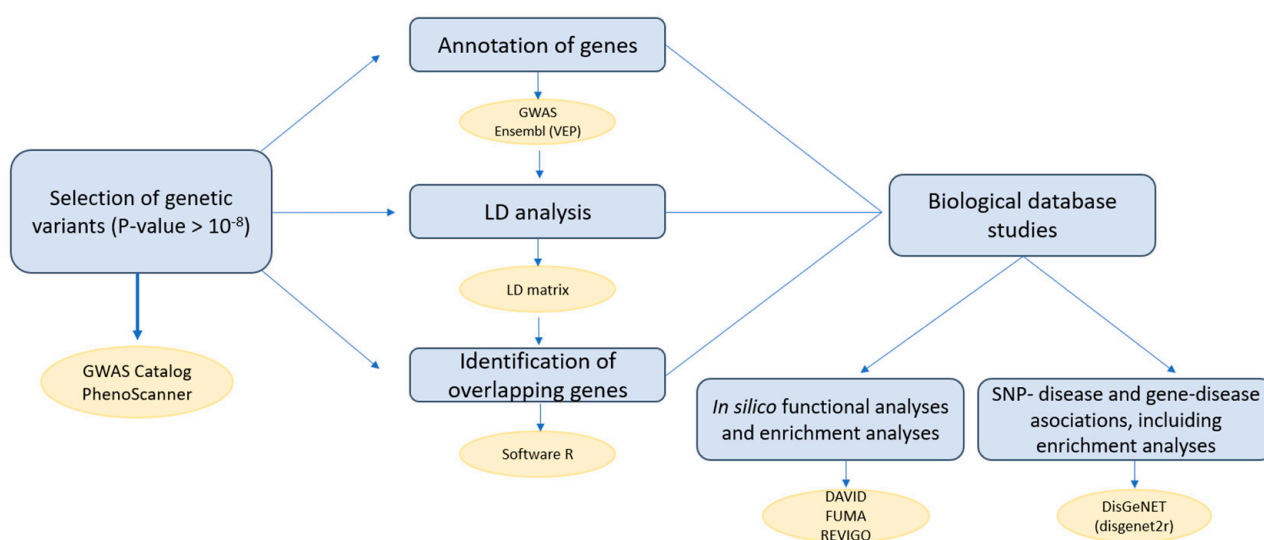 Annotation of genes
GWAS
Ensembl (VEP)
Selection of genetic
variants (P-value > 10⁻⁸)
LD analysis
Biological database
studies
LD matrix
GWAS Catalog
PhenoScanner
Identification of
overlapping genes
Software R
In silico functional analyses
and enrichment analyses
SNP- disease and gene-disease
asociations, incluiding
enrichment analyses
DAVID
FUMA
REVIGO
DisGeNET
(disgenet2r)